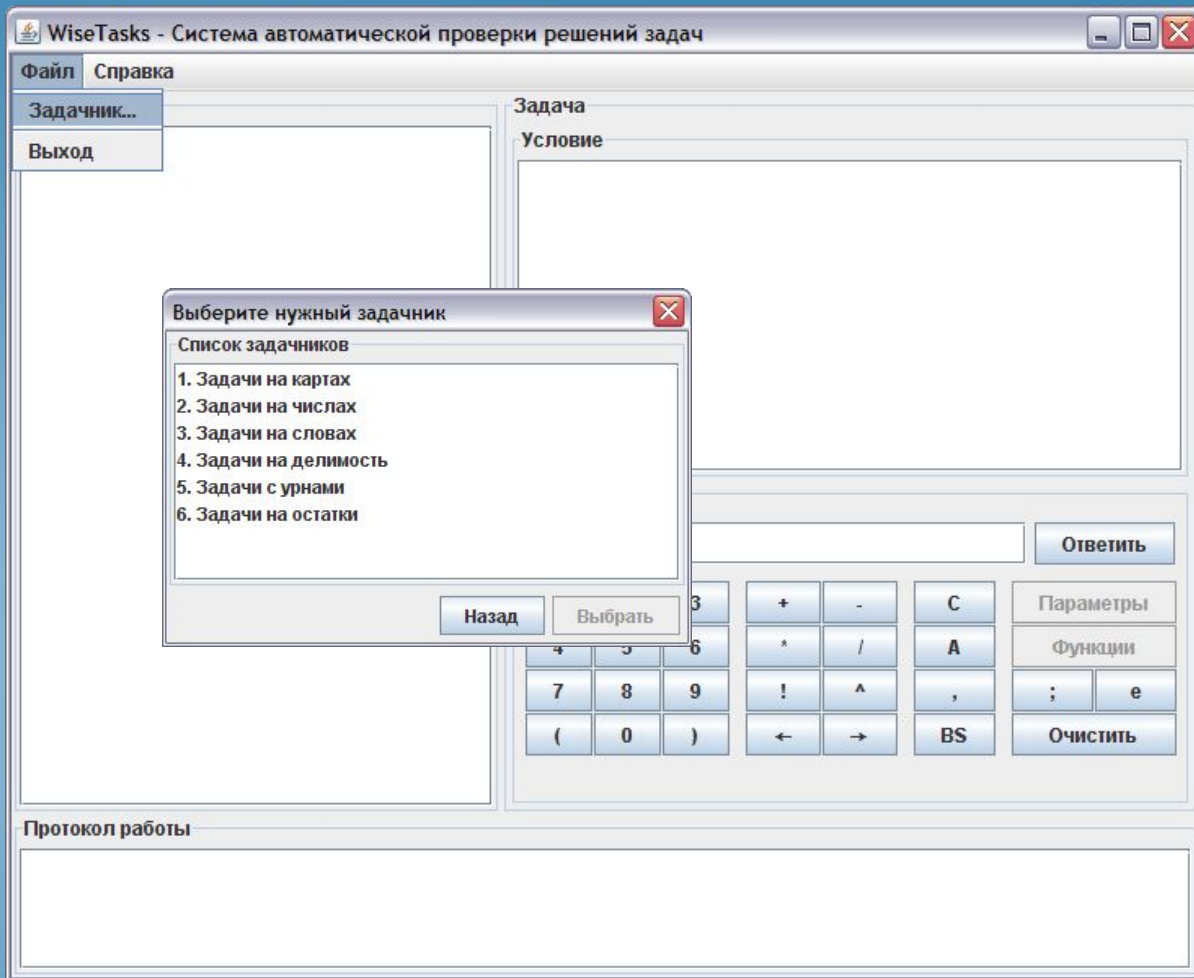 WiseTasks - Система автоматической проверки решений задач
Файл Справка
Задачник...
Выход
Задача
Условие
Выберите нужный задачник
Список задачников
1. Задачи на картах
2. Задачи на числах
3. Задачи на словах
4. Задачи на делимость
5. Задачи с урнами
6. Задачи на остатки
Назад Выбрать
Ответить
3 + - C Параметры
4 5 6 * / A Функции
7 8 9 ! ^ , ; e
( 0 ) ← → BS Очистить
Протокол работы